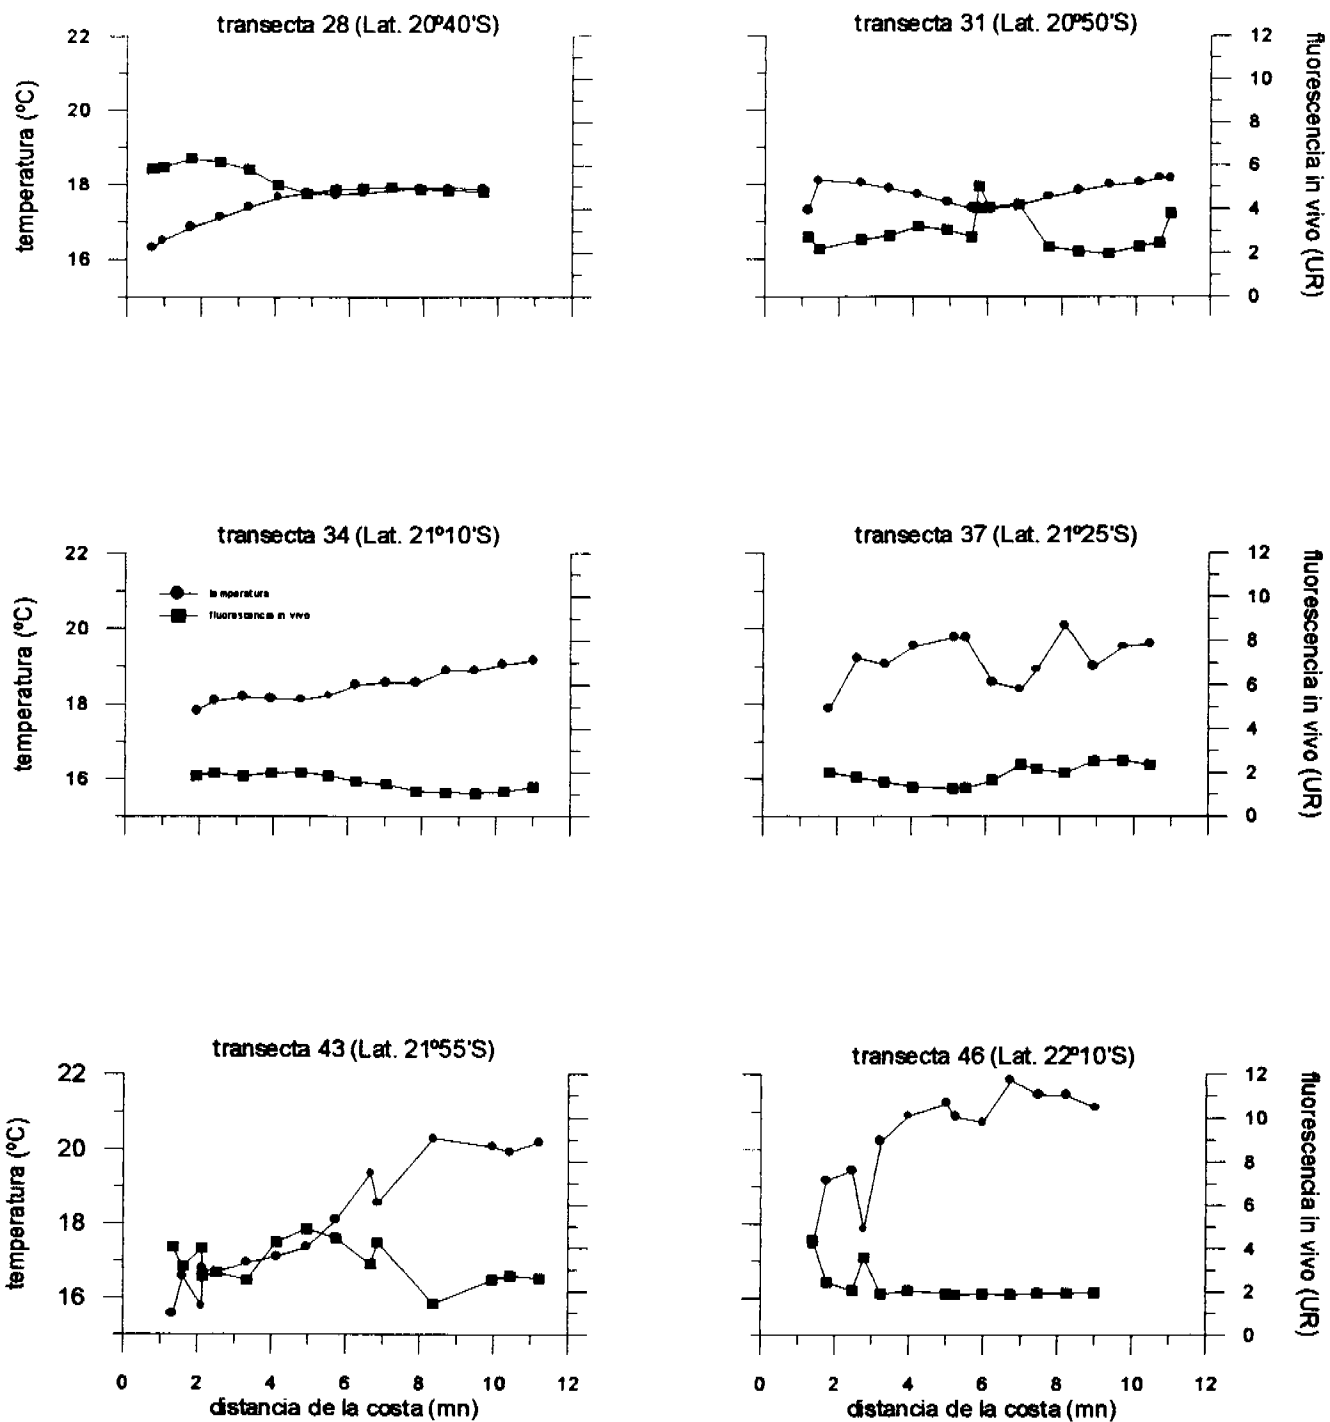 transecta 28 (Lat. 20º40'S)
transecta 31 (Lat. 20º50'S)
22
20
18
16
temperatura (ºC)
12
10
8
6
4
2
0
fluorescencia in vivo (UR)
transecta 34 (Lat. 21º10'S)
transecta 37 (Lat. 21º25'S)
22
20
18
16
temperatura (ºC)
temperatura
fluorescencia in vivo
12
10
8
6
4
2
0
fluorescencia in vivo (UR)
transecta 43 (Lat. 21º55'S)
transecta 46 (Lat. 22º10'S)
22
20
18
16
temperatura (ºC)
12
10
8
6
4
2
0
fluorescencia in vivo (UR)
0 2 4 6 8 10 12
distancia de la costa (mn)
0 2 4 6 8 10 12
distancia de la costa (mn)